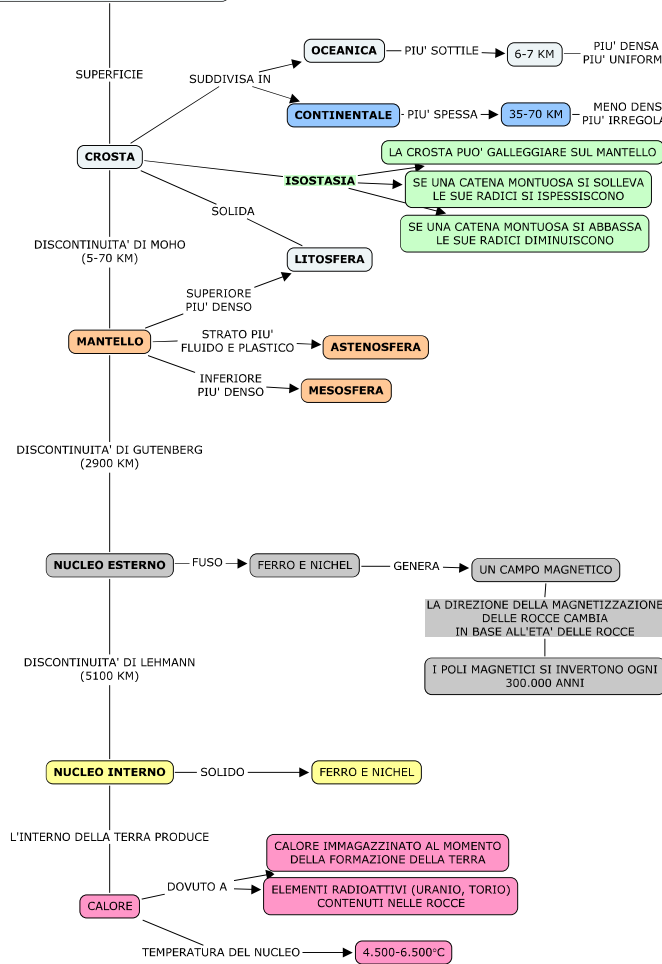 OCEANICA
PIU' SOTTILE
6-7 KM
PIU' DENSA
PIU' UNIFORM
SUPERFICIE
SUDDIVISA IN
CONTINENTALE
PIU' SPESSA
35-70 KM
MENO DENS
PIU' IRREGOLA
CROSTA
LA CROSTA PUO' GALLEGGIARE SUL MANTELLO
ISOSTASIA
SE UNA CATENA MONTUOSA SI SOLLEVA
LE SUE RADICI SI ISPESSISCONO
SOLIDA
SE UNA CATENA MONTUOSA SI ABBASSA
LE SUE RADICI DIMINUISCONO
DISCONTINUITA' DI MOHO
(5-70 KM)
LITOSFERA
SUPERIORE
PIU' DENSO
MANTELLO
STRATO PIU'
FLUIDO E PLASTICO
ASTENOSFERA
INFERIORE
PIU' DENSO
MESOSFERA
DISCONTINUITA' DI GUTENBERG
(2900 KM)
NUCLEO ESTERNO
FUSO
FERRO E NICHEL
GENERA
UN CAMPO MAGNETICO
LA DIREZIONE DELLA MAGNETIZZAZIONE
DELLE ROCCE CAMBIA
IN BASE ALL'ETA' DELLE ROCCE
DISCONTINUITA' DI LEHMANN
(5100 KM)
I POLI MAGNETICI SI INVERTONO OGNI
300.000 ANNI
NUCLEO INTERNO
SOLIDO
FERRO E NICHEL
L'INTERNO DELLA TERRA PRODUCE
CALORE IMMAGAZZINATO AL MOMENTO
DELLA FORMAZIONE DELLA TERRA
DOVUTO A
ELEMENTI RADIOATTIVI (URANIO, TORIO)
CONTENUTI NELLE ROCCE
CALORE
TEMPERATURA DEL NUCLEO
4.500-6.500°C